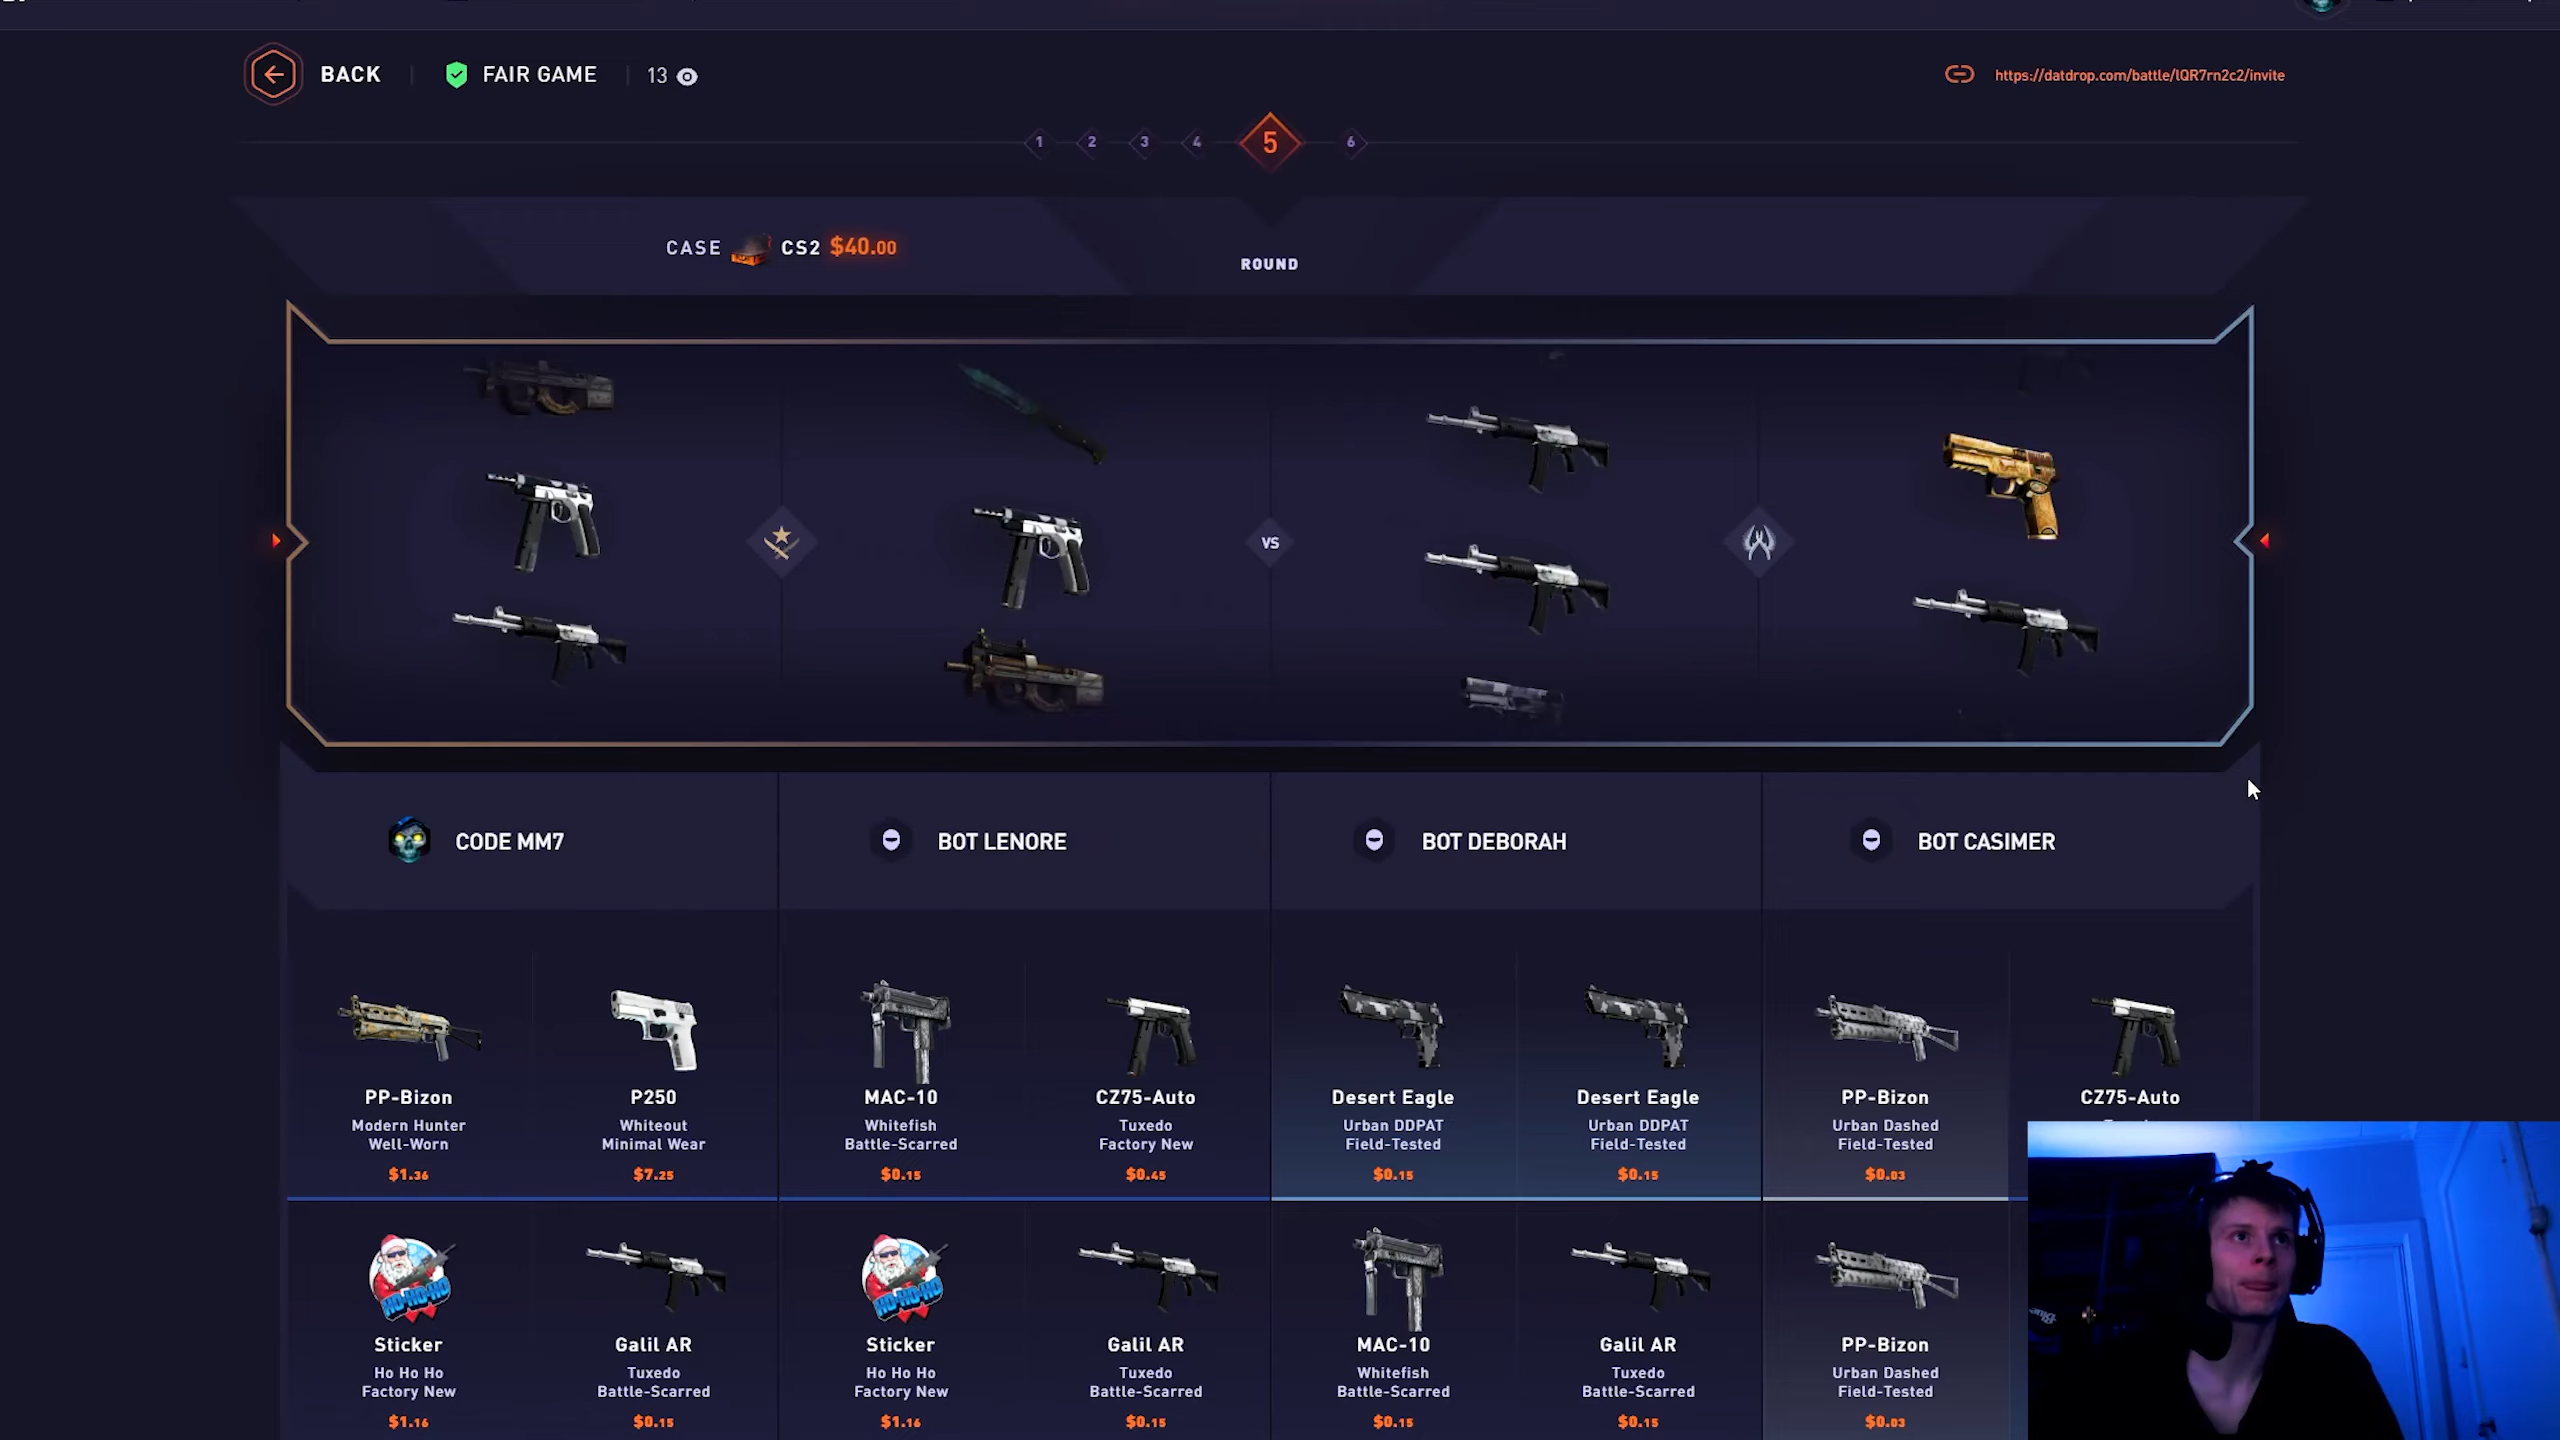 BACK
FAIR GAME
13
https://datdrop.com/battle/lQR7rn2c2/invite
1
2
3
4
5
6
CASE CS2 $40.00
ROUND
VS
CODE MM7
BOT LENORE
BOT DEBORAH
BOT CASIMER
PP-Bizon
Modern Hunter
Well-Worn
$1.36
P250
Whiteout
Minimal Wear
$7.25
MAC-10
Whitefish
Battle-Scarred
$0.15
CZ75-Auto
Tuxedo
Factory New
$0.45
Desert Eagle
Urban DDPAT
Field-Tested
$0.15
Desert Eagle
Urban DDPAT
Field-Tested
$0.15
PP-Bizon
Urban Dashed
Field-Tested
$0.03
CZ75-Auto
HO-HO-HO
Sticker
Ho Ho Ho
Factory New
$1.16
Galil AR
Tuxedo
Battle-Scarred
$0.15
HO-HO-HO
Sticker
Ho Ho Ho
Factory New
$1.16
Galil AR
Tuxedo
Battle-Scarred
$0.15
MAC-10
Whitefish
Battle-Scarred
$0.15
Galil AR
Tuxedo
Battle-Scarred
$0.15
PP-Bizon
Urban Dashed
Field-Tested
$0.03